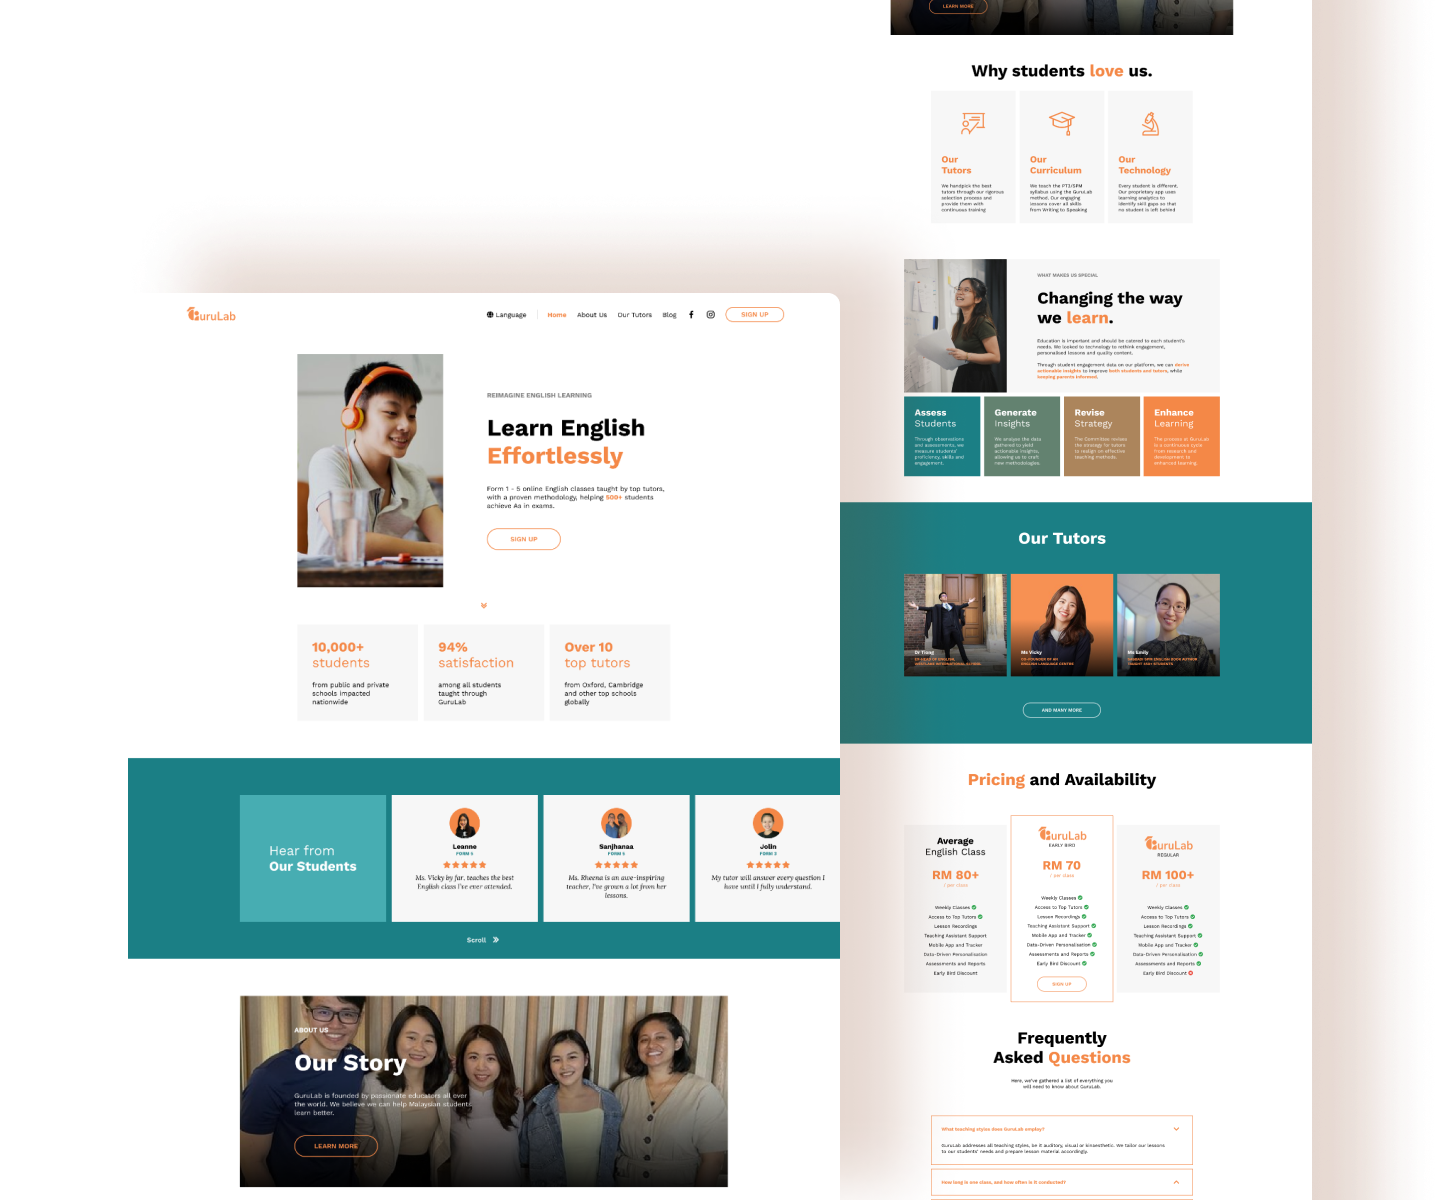 GuruLab
Language
Home
About Us
Our Tutors
Blog
SIGN UP
REIMAGINE ENGLISH LEARNING
Learn English
Effortlessly
Form 1 - 5 online English classes taught by top tutors,
with a proven methodology, helping 500+ students
achieve As in exams.
SIGN UP
10,000+
students
from public and private
schools impacted
nationwide
94%
satisfaction
among all students
taught through
GuruLab
Over 10
top tutors
from Oxford, Cambridge
and other top schools
globally
Hear from
Our Students
Leanne
FORM 5
Ms. Vicky by far, teaches the best
English class I've ever attended.
Sanjhanaa
FORM 5
Ms. Rheena is an awe-inspiring
teacher, I've grown a lot from her
lessons.
Jolin
FORM 3
My tutor will answer every question I
have until I fully understand.
Scroll
ABOUT US
Our Story
GuruLab is founded by passionate educators all over
the world. We believe we can help Malaysian students
learn better.
LEARN MORE
LEARN MORE
Why students love us.
Our
Tutors
We handpick the best
tutors through our rigorous
selection process and
provide them with
continuous training
Our
Curriculum
We teach the PT3/SPM
syllabus using the GuruLab
method. Our engaging
lessons cover all skills
from Writing to Speaking
Our
Technology
Every student is different.
Our proprietary app uses
learning analytics to
identify skill gaps so that
no student is left behind
WHAT MAKES US SPECIAL
Changing the way
we learn.
Education is important and should be catered to each student's
needs. We looked to technology to rethink engagement,
personalised lessons and quality content.
Through student engagement data on our platform, we can derive
actionable insights to improve both students and tutors, while
keeping parents informed.
Assess
Students
Through observations
and assessments, we
measure students'
proficiency, skills and
engagement.
Generate
Insights
We analyse the data
gathered to yield
actionable insights,
allowing us to craft
new methodologies.
Revise
Strategy
The Committee revises
the strategy for tutors
to realign on effective
teaching methods.
Enhance
Learning
The process at GuruLab
is a continuous cycle
from research and
development to
enhanced learning.
Our Tutors
Dr Tieng
EX-HEAD OF ENGLISH,
INTERNATIONAL SCHOOL
Ms Vicky
CO-FOUNDER OF AN
ENGLISH LANGUAGE CENTRE
Ms Emily
SPM ENGLISH BOOK AUTHOR
TAUGHT STUDENTS
AND MANY MORE
Pricing and Availability
Average
English Class
RM 80+
/ per class
Weekly Classes
Access to Top Tutors
Lesson Recordings
Teaching Assistant Support
Mobile App and Tracker
Data-Driven Personalisation
Assessments and Reports
Early Bird Discount
GuruLab
EARLY BIRD
RM 70
/ per class
Weekly Classes
Access to Top Tutors
Lesson Recordings
Teaching Assistant Support
Mobile App and Tracker
Data-Driven Personalisation
Assessments and Reports
Early Bird Discount
SIGN UP
GuruLab
REGULAR
RM 100+
/ per class
Weekly Classes
Access to Top Tutors
Lesson Recordings
Teaching Assistant Support
Mobile App and Tracker
Data-Driven Personalisation
Assessments and Reports
Early Bird Discount
Frequently
Asked Questions
Here, we've gathered a list of everything you
will need to know about GuruLab.
What teaching styles does GuruLab employ?
GuruLab addresses all teaching styles, be it auditory, visual or kinaesthetic. We tailor our lessons
to our students' needs and prepare lesson material accordingly.
How long is one class, and how often is it conducted?